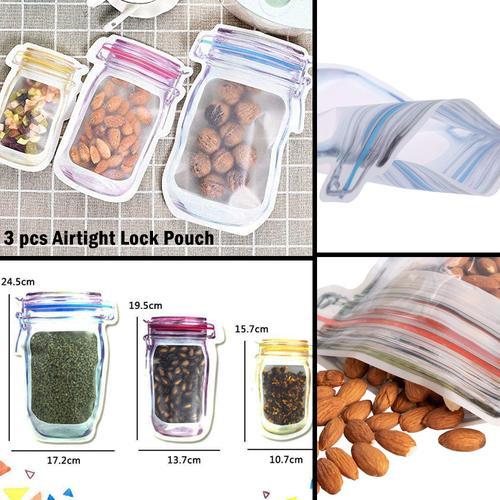 3 pcs Airtight Lock Pouch
24.5cm
19.5cm
15.7cm
17.2cm
13.7cm
10.7cm